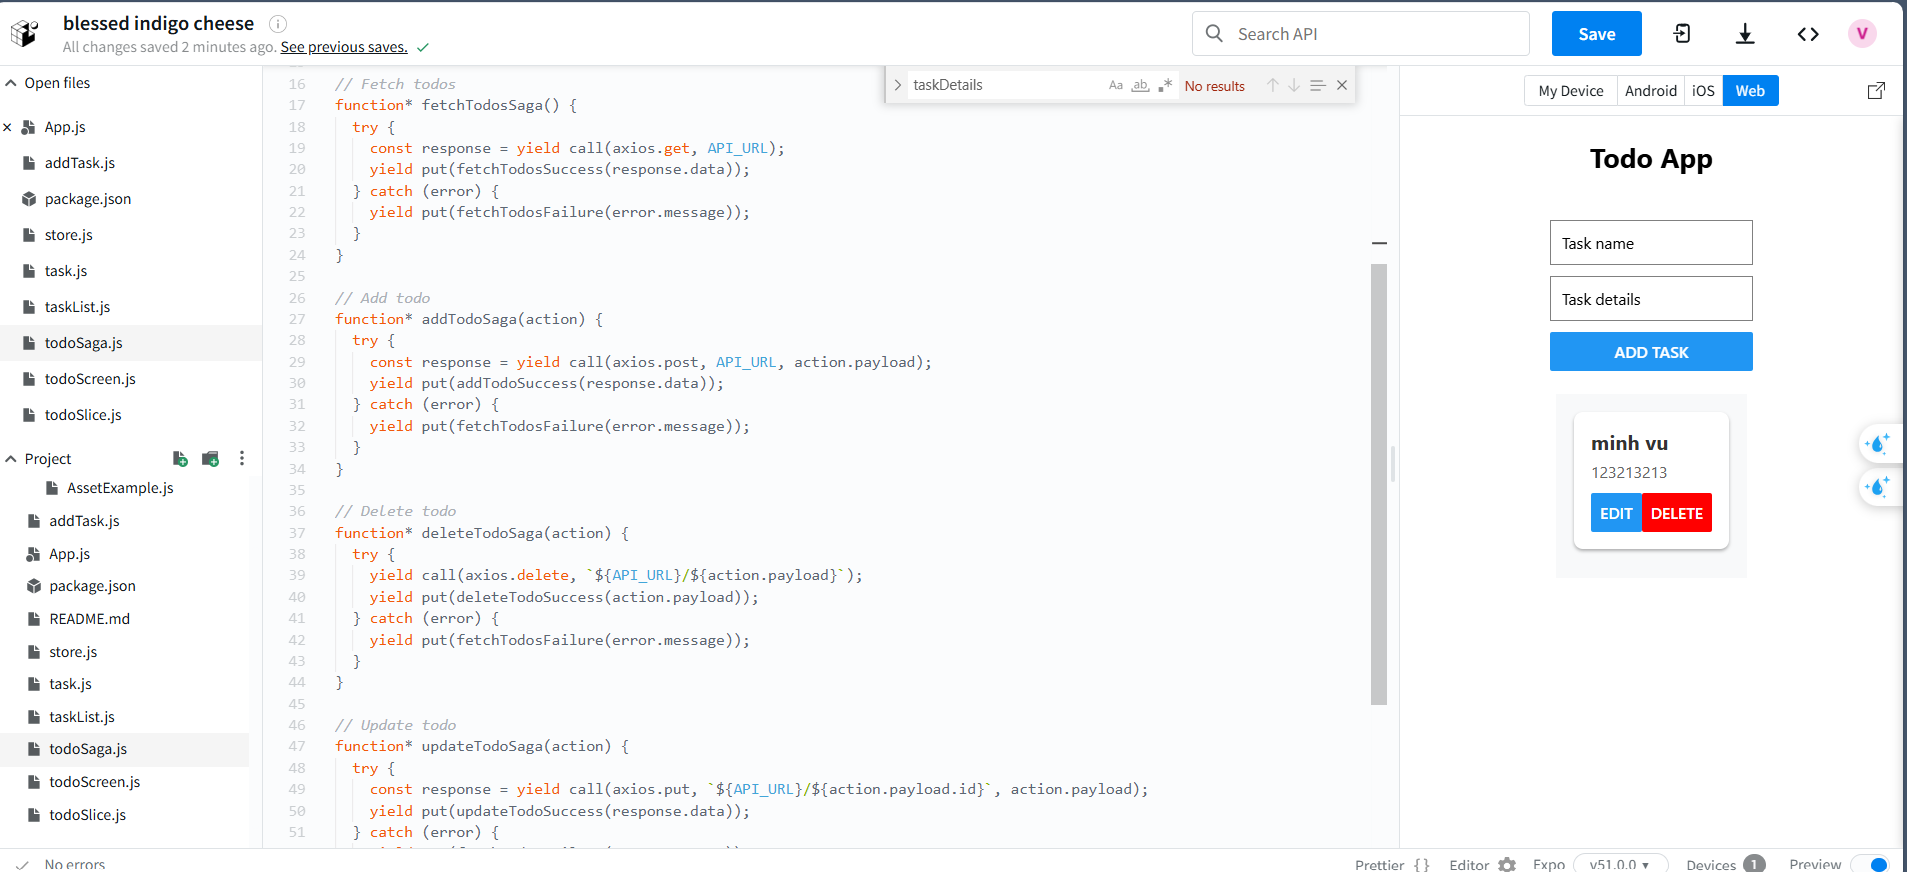 blessed indigo cheese
All changes saved 2 minutes ago. See previous saves.
Search API
Save
V
Open files
App.js
addTask.js
package.json
store.js
task.js
taskList.js
todoSaga.js
todoScreen.js
todoSlice.js
Project
AssetExample.js
addTask.js
App.js
package.json
README.md
store.js
task.js
taskList.js
todoSaga.js
todoScreen.js
todoSlice.js
taskDetails
Aa ab .* No results
16 // Fetch todos
17 function* fetchTodosSaga() {
18 try {
19 const response = yield call(axios.get, API_URL);
20 yield put(fetchTodosSuccess(response.data));
21 } catch (error) {
22 yield put(fetchTodosFailure(error.message));
23 }
24 }
25
26 // Add todo
27 function* addTodoSaga(action) {
28 try {
29 const response = yield call(axios.post, API_URL, action.payload);
30 yield put(addTodoSuccess(response.data));
31 } catch (error) {
32 yield put(fetchTodosFailure(error.message));
33 }
34 }
35
36 // Delete todo
37 function* deleteTodoSaga(action) {
38 try {
39 yield call(axios.delete, `${API_URL}/${action.payload}`);
40 yield put(deleteTodoSuccess(action.payload));
41 } catch (error) {
42 yield put(fetchTodosFailure(error.message));
43 }
44 }
45
46 // Update todo
47 function* updateTodoSaga(action) {
48 try {
49 const response = yield call(axios.put, `${API_URL}/${action.payload.id}`, action.payload);
50 yield put(updateTodoSuccess(response.data));
51 } catch (error) {
My Device Android iOS Web
Todo App
Task name
Task details
ADD TASK
minh vu
123213213
EDIT DELETE
No errors
Prettier {} Editor Expo v51.0.0 Devices 1 Preview